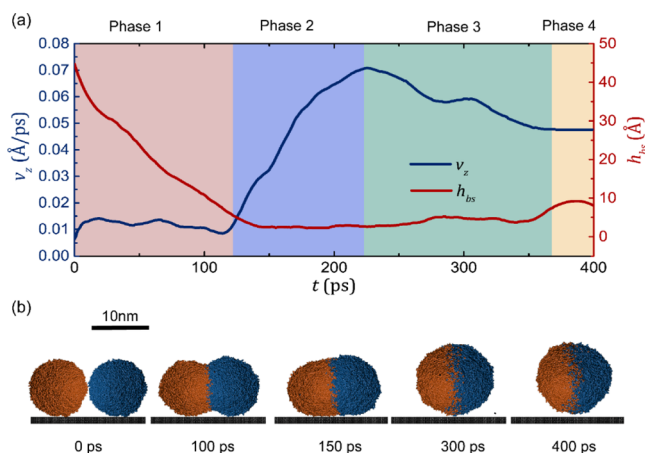 (a)
Phase 1 Phase 2 Phase 3 Phase 4
0.08
0.07
0.06
0.05
0.04
0.03
0.02
0.01
0.00
v_z (Å/ps)
50
40
30
20
10
0
h_bs (Å)
v_z
h_bs
0 100 200 300 400
t (ps)
(b)
10nm
0 ps 100 ps 150 ps 300 ps 400 ps